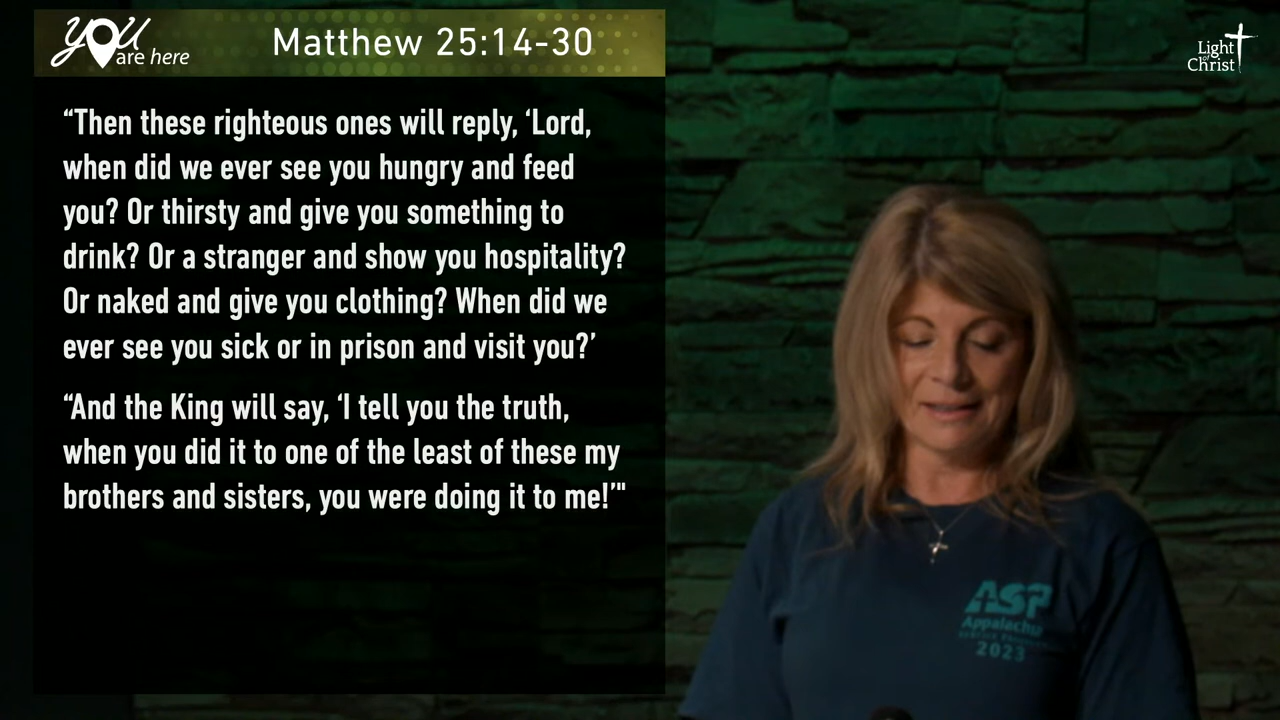 you
are here
Matthew 25:14-30
Light
of
Christ
“Then these righteous ones will reply, ‘Lord,
when did we ever see you hungry and feed
you? Or thirsty and give you something to
drink? Or a stranger and show you hospitality?
Or naked and give you clothing? When did we
ever see you sick or in prison and visit you?’
“And the King will say, ‘I tell you the truth,
when you did it to one of the least of these my
brothers and sisters, you were doing it to me!’"
ASP
2023